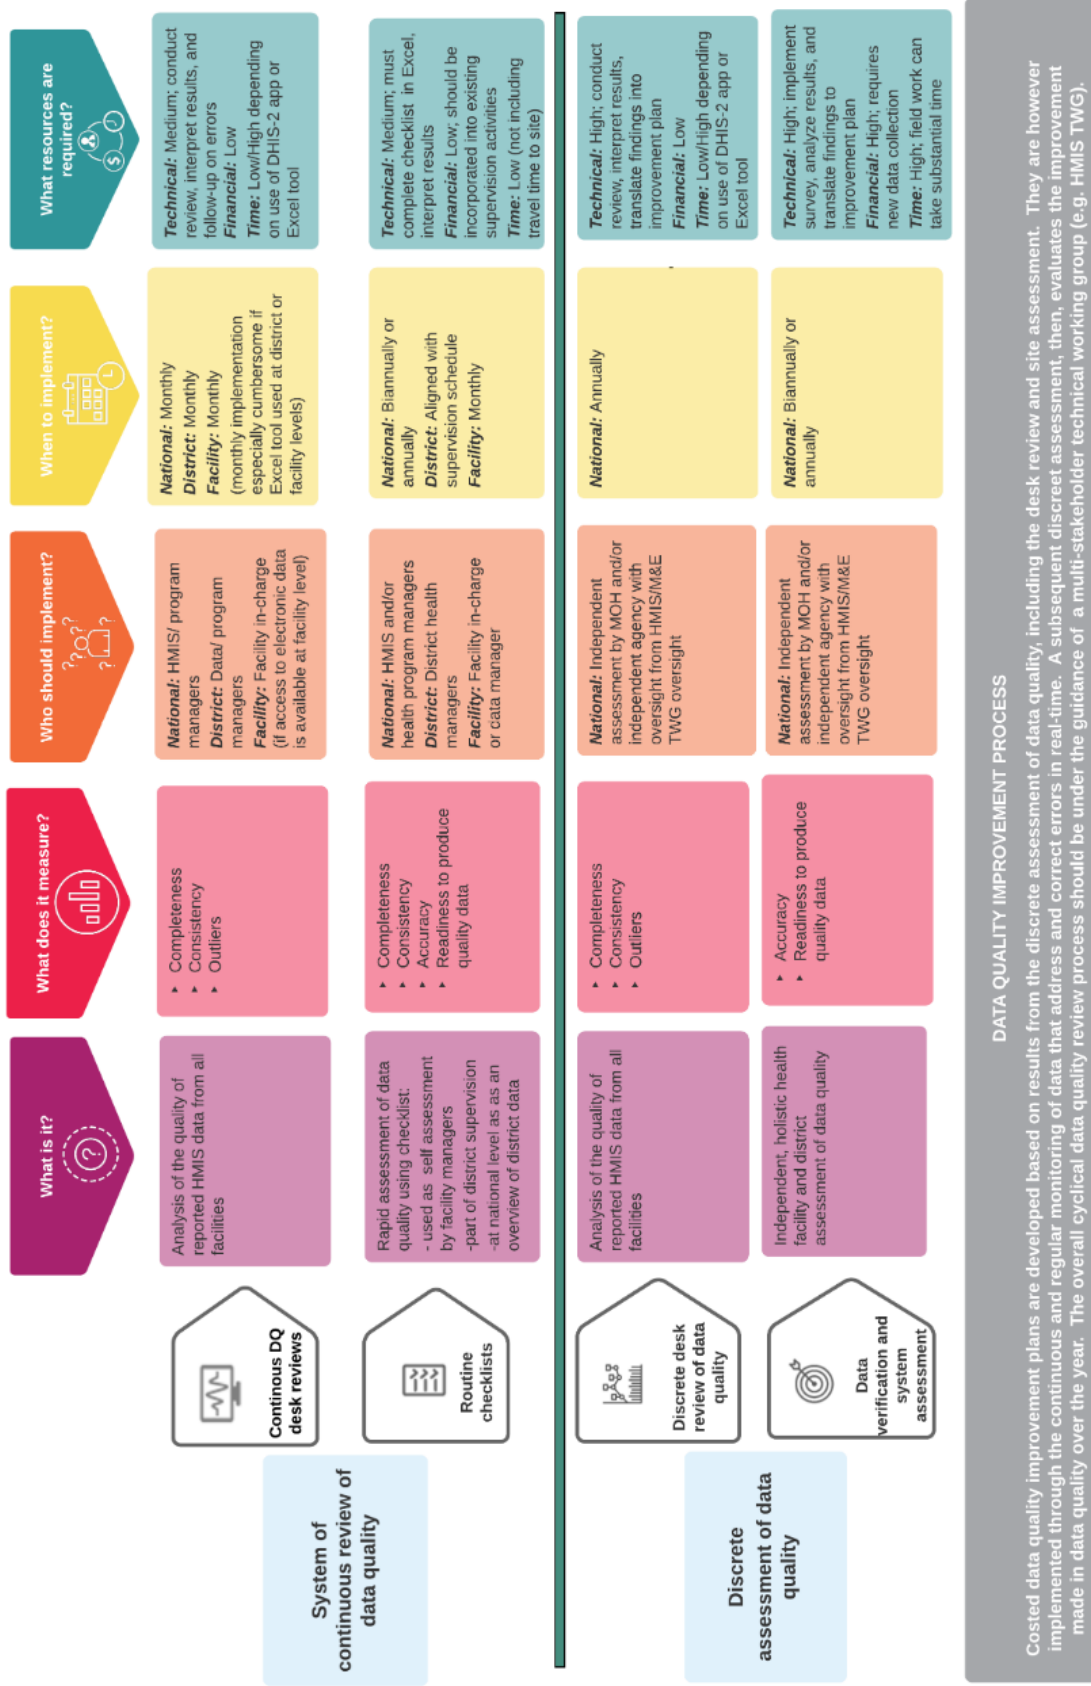 What is it?
What does it measure?
Who should implement?
When to implement?
What resources are
required?
System of
continuous review of
data quality
Continous DQ
desk reviews
Analysis of the quality of
reported HMIS data from all
facilities
Completeness
Consistency
Outliers
National: HMIS/ program
managers
District: Data/ program
managers
Facility: Facility in-charge
(if access to electronic data
is available at facility level)
National: Monthly
District: Monthly
Facility: Monthly
(monthly implementation
especially cumbersome if
Excel tool used at district or
facility levels)
Technical: Medium; conduct
review, interpret results, and
follow-up on errors
Financial: Low
Time: Low/High depending
on use of DHIS-2 app or
Excel tool
Routine
checklists
Rapid assessment of data
quality using checklist:
- used as self assessment
by facility managers
-part of district supervision
-at national level as as an
overview of district data
Completeness
Consistency
Accuracy
Readiness to produce
quality data
National: HMIS and/or
health program managers
District: District health
managers
Facility: Facility in-charge
or cata manager
National: Biannually or
annually
District: Aligned with
supervision schedule
Facility: Monthly
Technical: Medium; must
complete checklist in Excel,
interpret results
Financial: Low; should be
incorporated into existing
supervision activities
Time: Low (not including
travel time to site)
Discrete
assessment of data
quality
Discrete desk
review of data
quality
Analysis of the quality of
reported HMIS data from all
facilities
Completeness
Consistency
Outliers
National: Independent
assessment by MOH and/or
independent agency with
oversight from HMIS/M&E
TWG oversight
National: Annually
Technical: High; conduct
review, interpret results,
translate findings into
improvement plan
Financial: Low
Time: Low/High depending
on use of DHIS-2 app or
Excel tool
Data
verification and
system
assessment
Independent, holistic health
facility and district
assessment of data quality
Accuracy
Readiness to produce
quality data
National: Independent
assessment by MOH and/or
independent agency with
oversight from HMIS/M&E
TWG oversight
National: Biannually or
annually
Technical: High; implement
survey, analyze results, and
translate findings to
improvement plan
Financial: High; requires
new data collection
Time: High; field work can
take substantial time
DATA QUALITY IMPROVEMENT PROCESS
Costed data quality improvement plans are developed based on results from the discrete assessment of data quality, including the desk review and site assessment. They are however
implemented through the continuous and regular monitoring of data that address and correct errors in real-time. A subsequent discreet assessment, then, evaluates the improvement
made in data quality over the year. The overall cyclical data quality review process should be under the guidance of a multi-stakeholder technical working group (e.g. HMIS TWG).